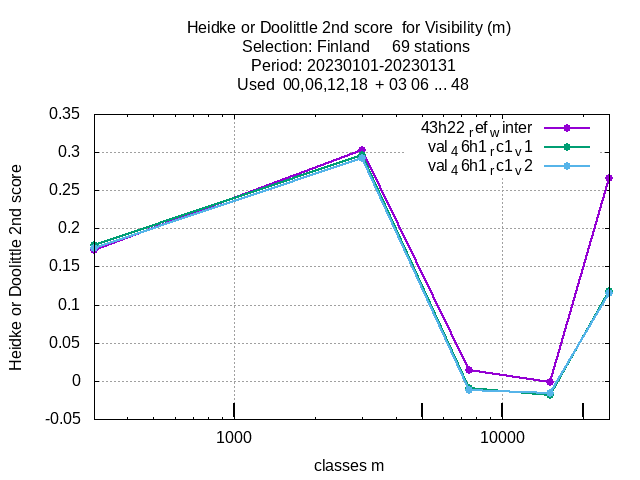 Heidke or Doolittle 2nd score  for Visibility (m)
Selection: Finland     69 stations
Period: 20230101-20230131
Used  00,06,12,18  + 03 06 ... 48
0.35
0.3
0.25
0.2
0.15
0.1
0.05
0
-0.05
Heidke or Doolittle 2nd score
43h22_ref_winter
val_46h1_rc1_v1
val_46h1_rc1_v2
1000
10000
classes m